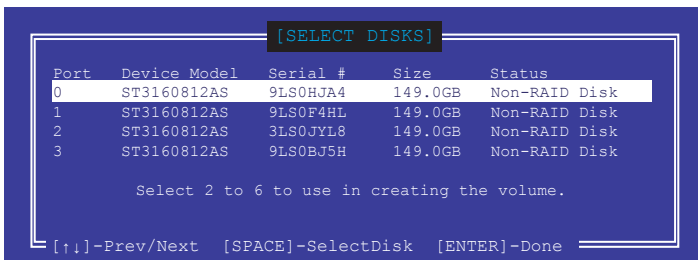 [SELECT DISKS]
Port Device Model Serial # Size Status
0 ST3160812AS 9LS0HJA4 149.0GB Non-RAID Disk
1 ST3160812AS 9LS0F4HL 149.0GB Non-RAID Disk
2 ST3160812AS 3LS0JYL8 149.0GB Non-RAID Disk
3 ST3160812AS 9LS0BJ5H 149.0GB Non-RAID Disk
Select 2 to 6 to use in creating the volume.
[↑↓]-Prev/Next [SPACE]-SelectDisk [ENTER]-Done